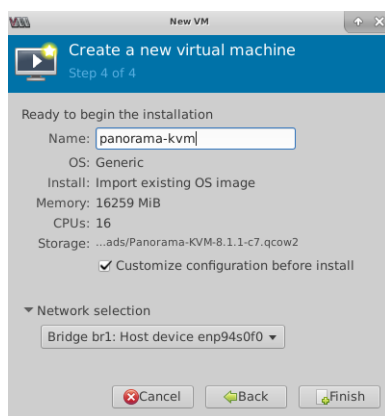 New VM
Create a new virtual machine
Step 4 of 4
Ready to begin the installation
Name: panorama-kvm
OS: Generic
Install: Import existing OS image
Memory: 16259 MiB
CPUs: 16
Storage: ...ads/Panorama-KVM-8.1.1-c7.qcow2
Customize configuration before install
Network selection
Bridge br1: Host device enp94s0f0
Cancel Back Finish